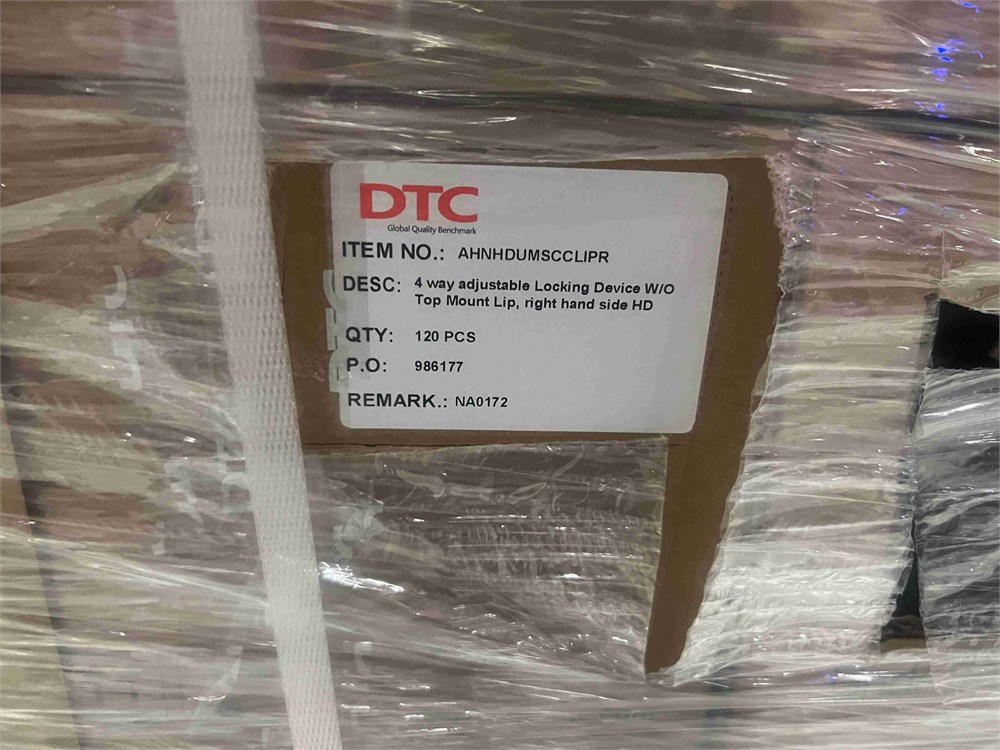 DTC
Global Quality Benchmark
ITEM NO.: AHNHDUMSCCLIPR
DESC: 4 way adjustable Locking Device W/O
Top Mount Lip, right hand side HD
QTY: 120 PCS
P.O: 986177
REMARK.: NA0172